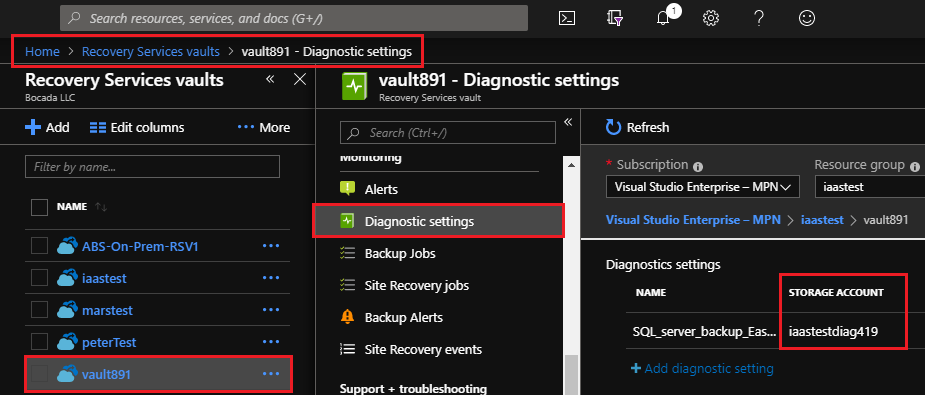 Search resources, services, and docs (G+/)
1
Home > Recovery Services vaults > vault891 - Diagnostic settings
Recovery Services vaults
Bocada LLC
Add
Edit columns
More
Filter by name...
NAME
ABS-On-Prem-RSV1
iaastest
marstest
peterTest
vault891
vault891 - Diagnostic settings
Recovery Services vault
Search (Ctrl+/)
Monitoring
Alerts
Diagnostic settings
Backup Jobs
Site Recovery jobs
Backup Alerts
Site Recovery events
Support + troubleshooting
Refresh
* Subscription
Resource group
Visual Studio Enterprise – MPN
iaastest
Visual Studio Enterprise – MPN > iaastest > vault891
Diagnostics settings
NAME
STORAGE ACCOUNT
SQL_server_backup_Eas...
iaastestdiag419
+ Add diagnostic setting